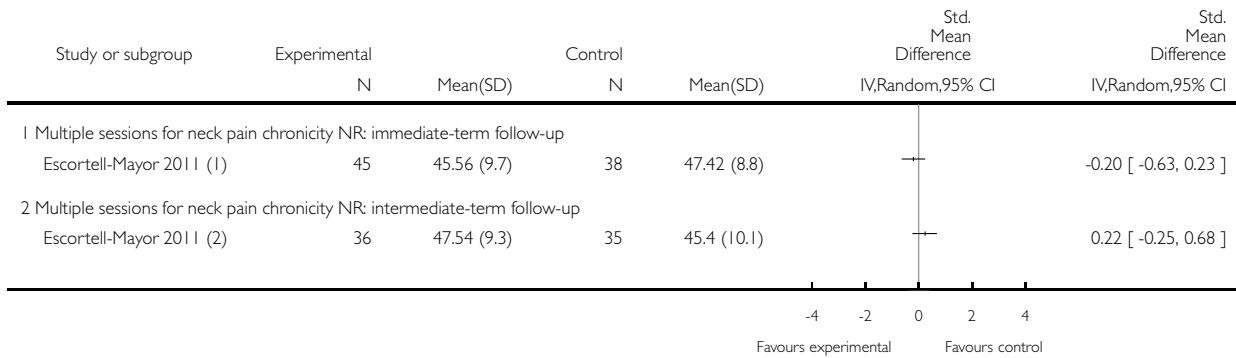 Study or subgroup Experimental Control Std. Mean Difference Std. Mean Difference
N Mean(SD) N Mean(SD) IV,Random,95% CI IV,Random,95% CI
1 Multiple sessions for neck pain chronicity NR: immediate-term follow-up
Escortell-Mayor 2011 (1) 45 45.56 (9.7) 38 47.42 (8.8) -0.20 [ -0.63, 0.23 ]
2 Multiple sessions for neck pain chronicity NR: intermediate-term follow-up
Escortell-Mayor 2011 (2) 36 47.54 (9.3) 35 45.4 (10.1) 0.22 [ -0.25, 0.68 ]
-4 -2 0 2 4
Favours experimental Favours control